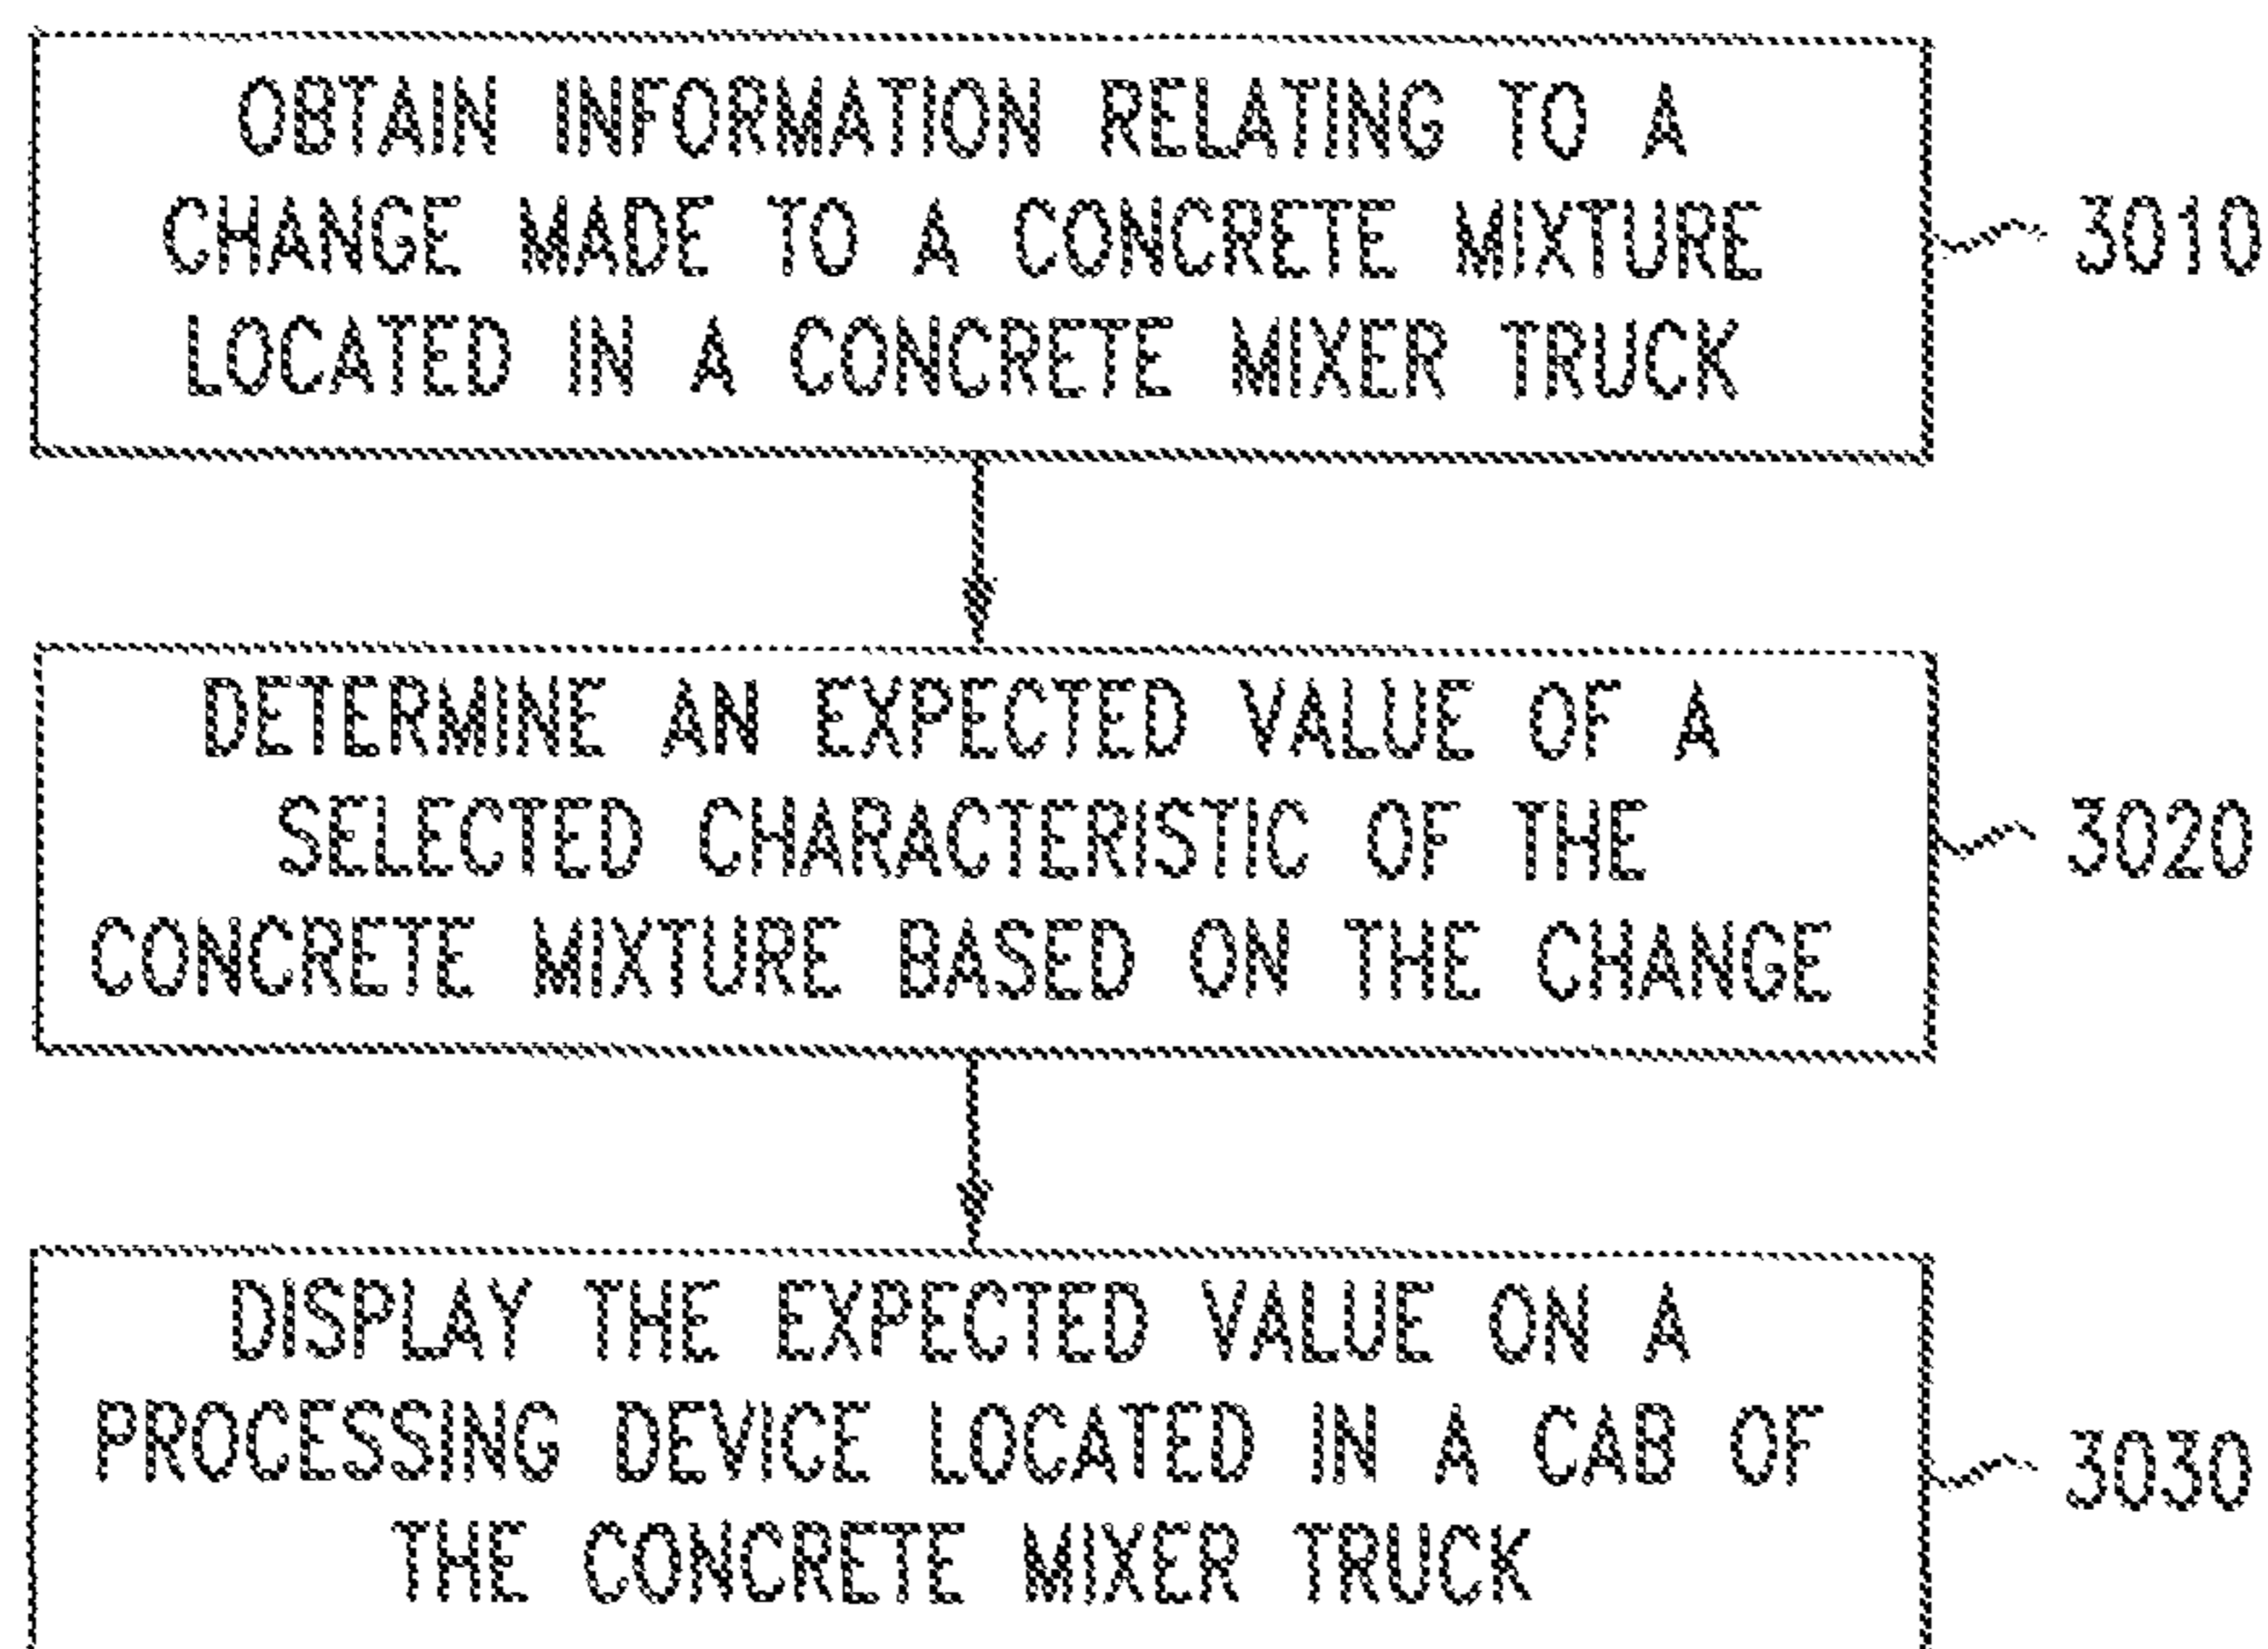 OBTAIN INFORMATION RELATING TO A
CHANGE MADE TO A CONCRETE MIXTURE
LOCATED IN A CONCRETE MIXER TRUCK
3010
DETERMINE AN EXPECTED VALUE OF A
SELECTED CHARACTERISTIC OF THE
CONCRETE MIXTURE BASED ON THE CHANGE
3020
DISPLAY THE EXPECTED VALUE ON A
PROCESSING DEVICE LOCATED IN A CAB OF
THE CONCRETE MIXER TRUCK
3030